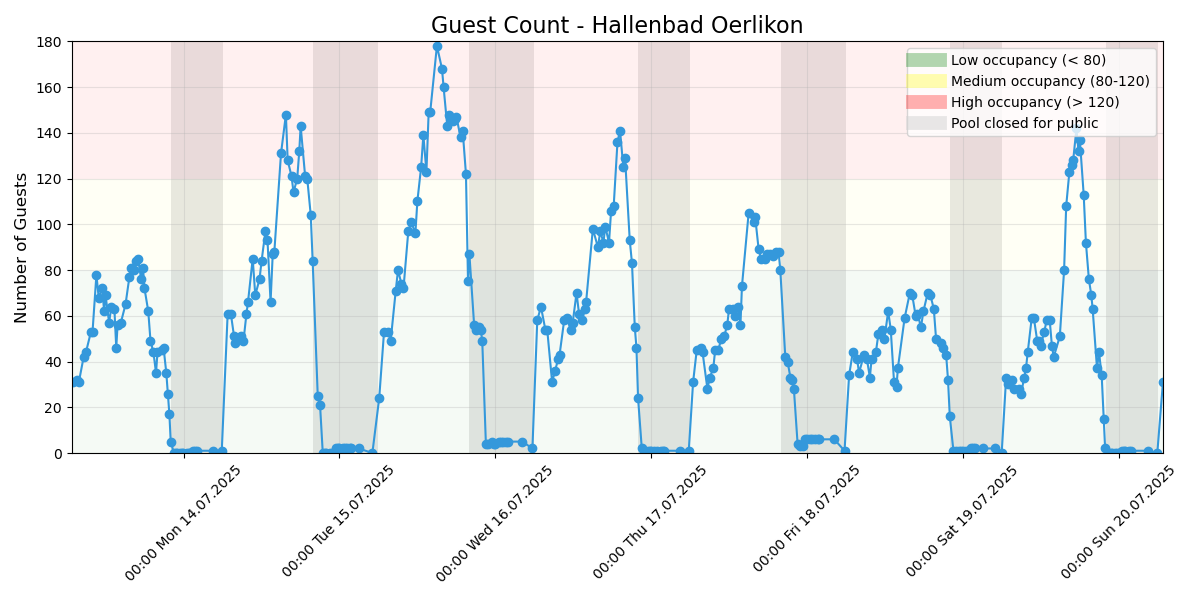 Guest Count - Hallenbad Oerlikon
Low occupancy (< 80)
Medium occupancy (80-120)
High occupancy (> 120)
Pool closed for public
Number of Guests
180
160
140
120
100
80
60
40
20
0
00:00 Mon 14.07.2025
00:00 Tue 15.07.2025
00:00 Wed 16.07.2025
00:00 Thu 17.07.2025
00:00 Fri 18.07.2025
00:00 Sat 19.07.2025
00:00 Sun 20.07.2025